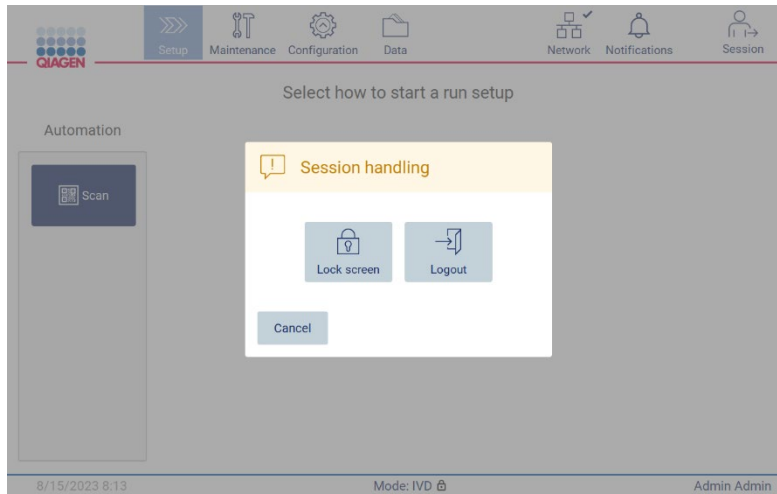 QIAGEN
Setup
Maintenance
Configuration
Data
Network
Notifications
Session
Select how to start a run setup
Automation
Scan
Session handling
Lock screen
Logout
Cancel
8/15/2023 8:13
Mode: IVD
Admin Admin